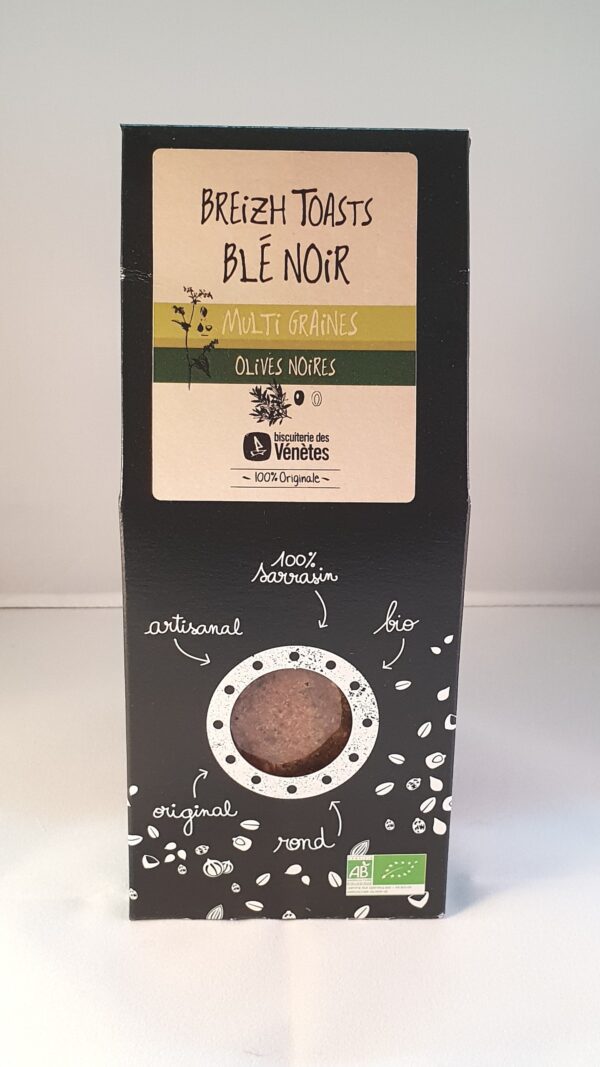 BREiZH TOASTS
BLÉ NOiR
MULTi GRAiNES
OLiVES NOiRES
biscuiterie des
Vénètes
~ 100% Originale ~
100%
sarrasin
artisanal
bio
original
rond
AB